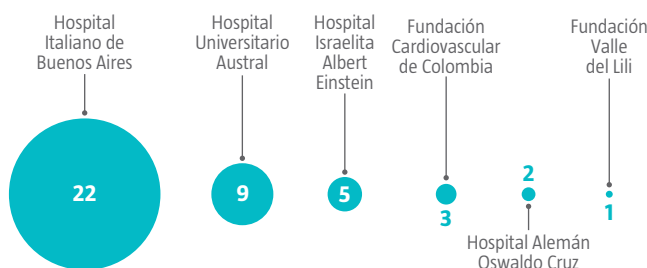 Hospital
Italiano de
Buenos Aires
22
Hospital
Universitario
Austral
9
Hospital
Israelita
Albert
Einstein
5
Fundación
Cardiovascular
de Colombia
3
2
Hospital Alemán
Oswaldo Cruz
Fundación
Valle
del Lili
1